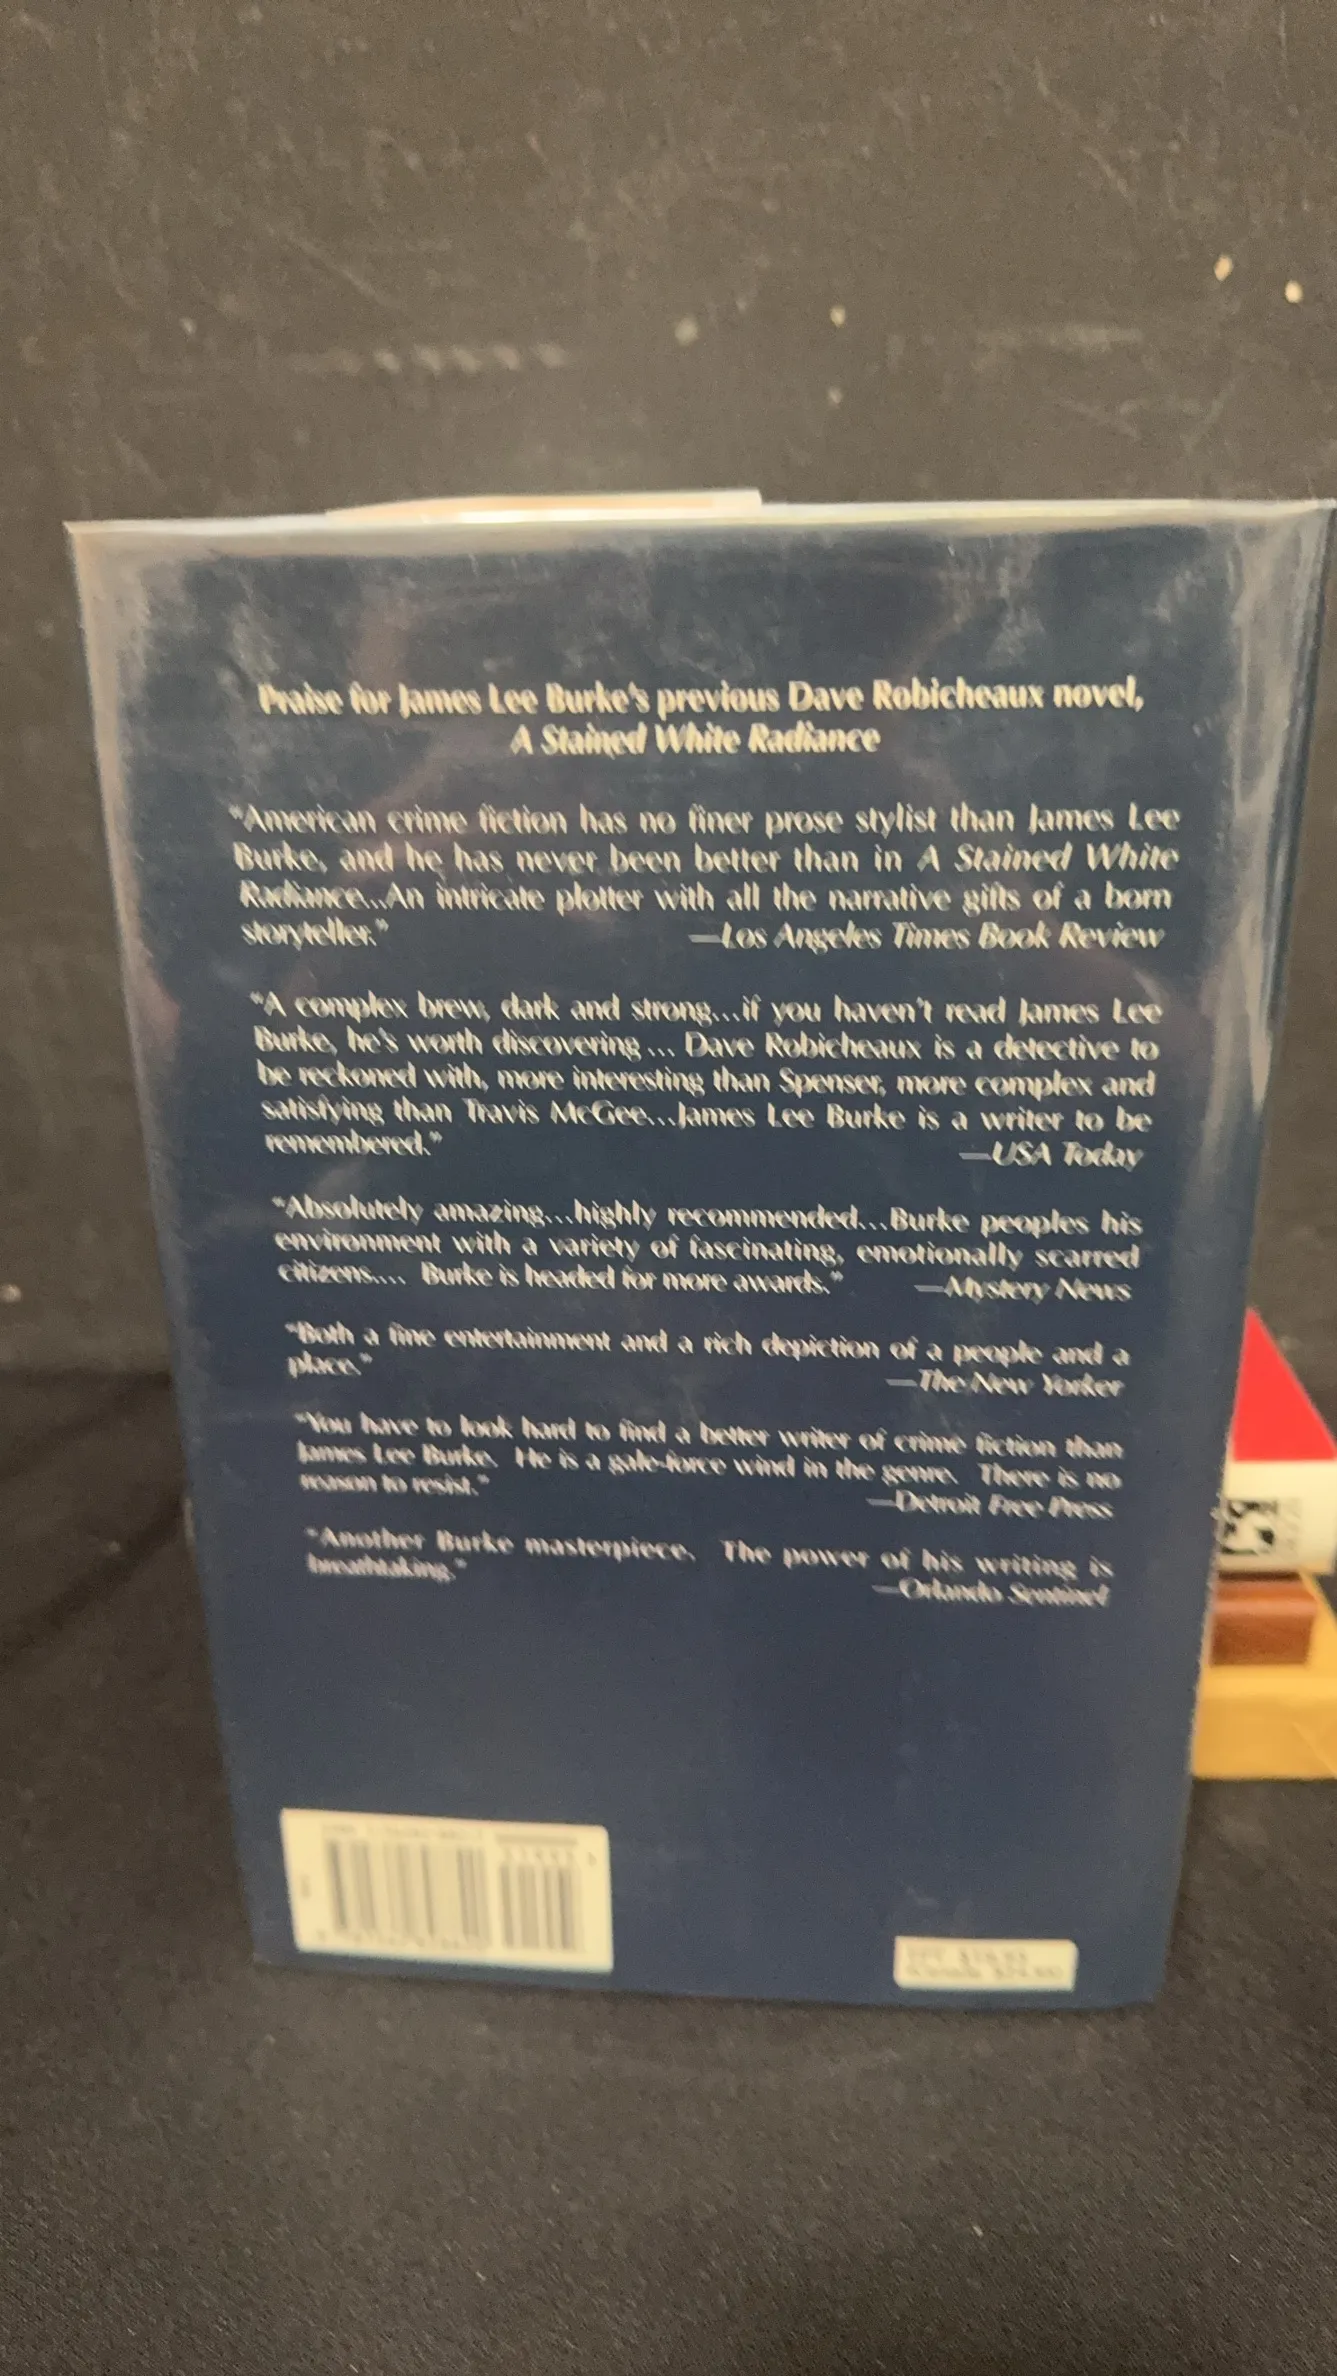 Praise for James Lee Burke's previous Dave Robicheaux novel,
A Stained White Radiance
"American crime fiction has no finer prose stylist than James Lee
Burke, and he has never been better than in A Stained White
Radiance...An intricate plotter with all the narrative gifts of a born
storyteller."
—Los Angeles Times Book Review
"A complex brew, dark and strong...if you haven't read James Lee
Burke, he's worth discovering ... Dave Robicheaux is a detective to
be reckoned with, more interesting than Spenser, more complex and
satisfying than Travis McGee...James Lee Burke is a writer to be
remembered."
—USA Today
"Absolutely amazing...highly recommended...Burke peoples his
environment with a variety of fascinating, emotionally scarred
citizens.... Burke is headed for more awards."
—Mystery News
"Both a fine entertainment and a rich depiction of a people and a
place."
—The New Yorker
"You have to look hard to find a better writer of crime fiction than
James Lee Burke. He is a gale-force wind in the genre. There is no
reason to resist."
—Detroit Free Press
"Another Burke masterpiece. The power of his writing is
breathtaking."
—Orlando Sentinel